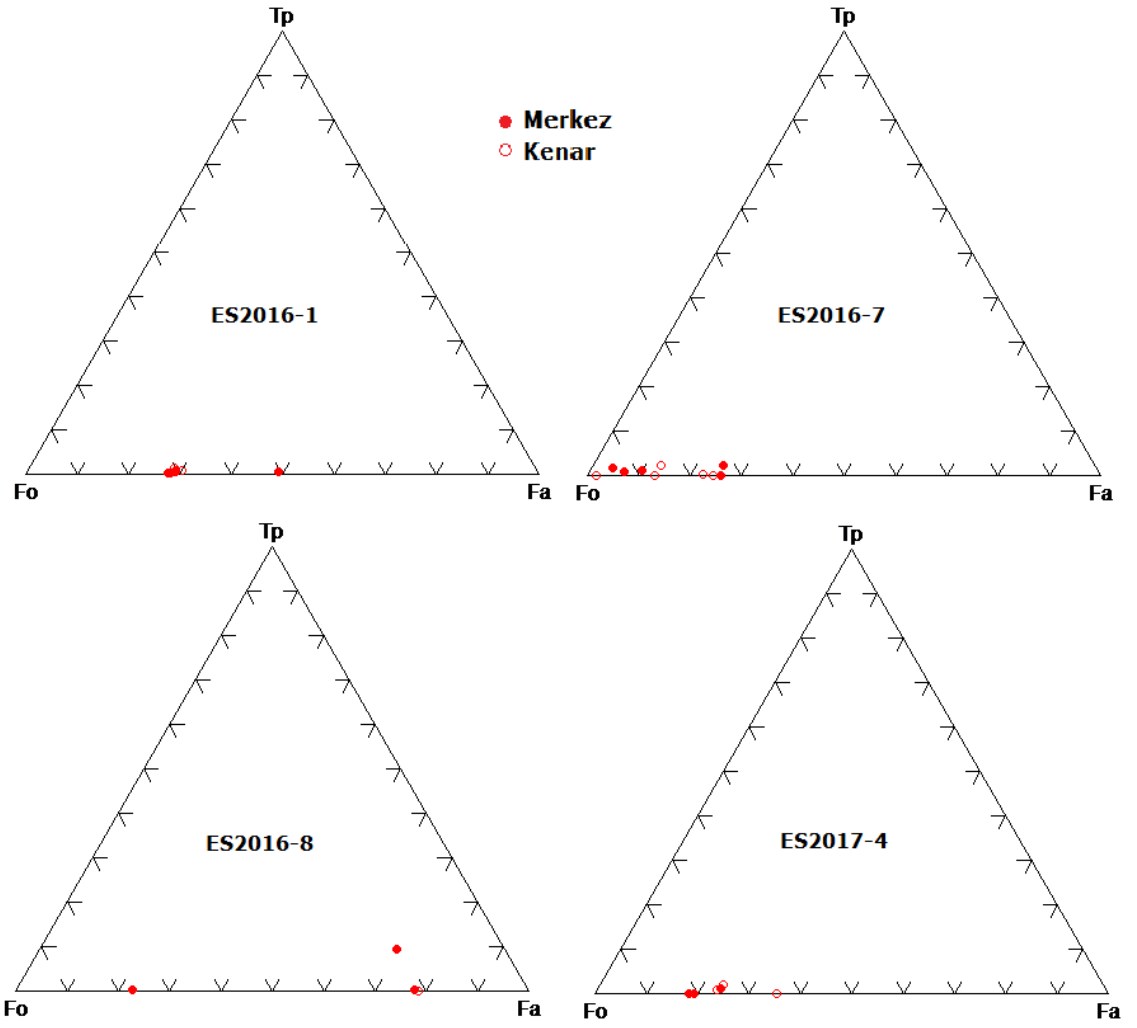 Tp
Tp
Merkez
Kenar
ES2016-1
ES2016-7
Fo
Fa
Fo
Fa
Tp
Tp
ES2016-8
ES2017-4
Fo
Fa
Fo
Fa